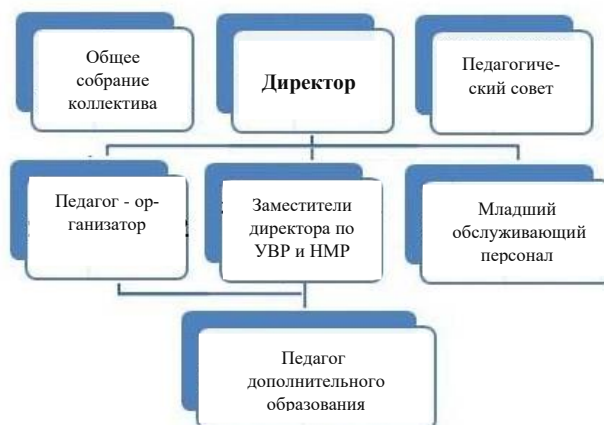 Общее
собрание
коллектива
Директор
Педагогиче-
ский совет
Педагог - ор-
ганизатор
Заместители
директора по
УВР и НМР
Младший
обслуживающий
персонал
Педагог
дополнительного
образования